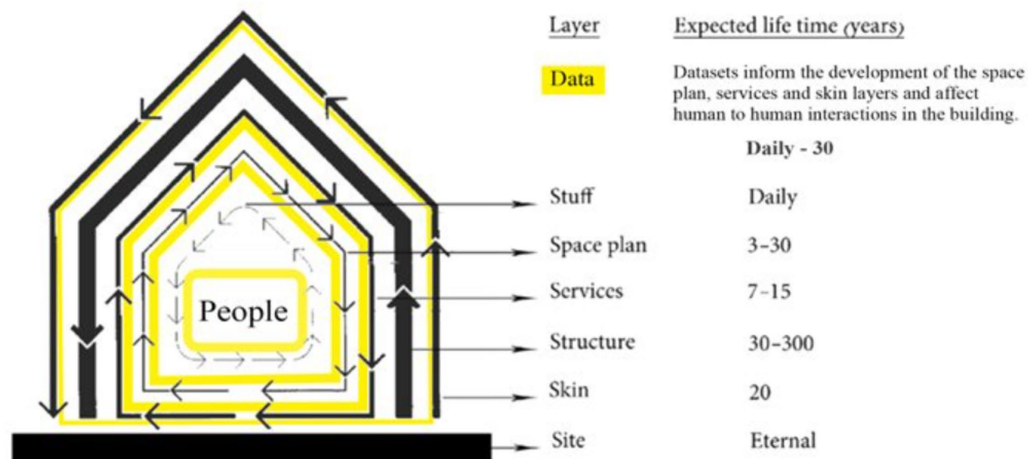 Layer Expected life time (years)
Data Datasets inform the development of the space
plan, services and skin layers and affect
human to human interactions in the building.
Daily - 30
Stuff Daily
Space plan 3–30
Services 7–15
People
Structure 30–300
Skin 20
Site Eternal